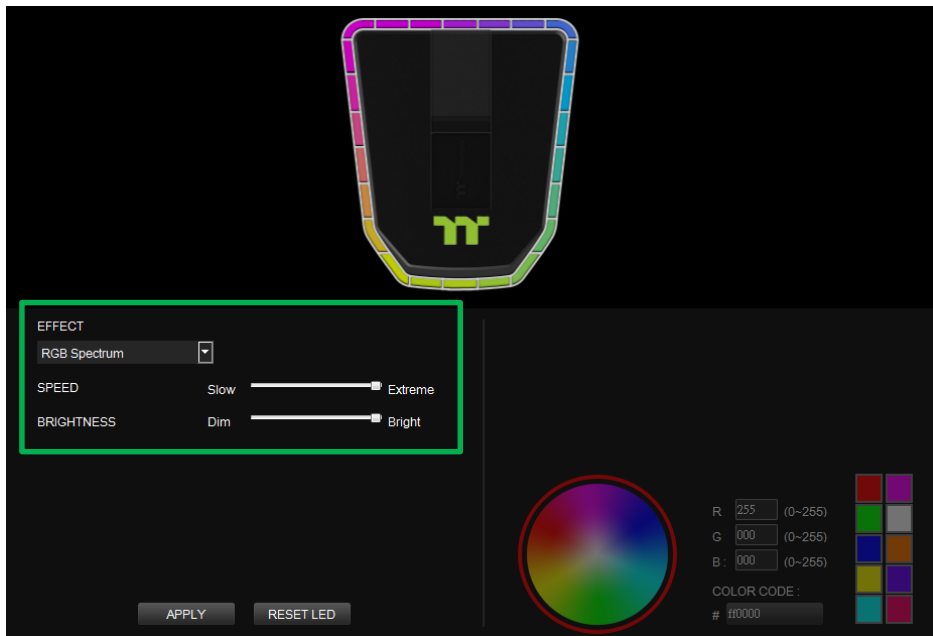 EFFECT
RGB Spectrum
SPEED Slow Extreme
BRIGHTNESS Dim Bright
R 255 (0~255)
G 000 (0~255)
B : 000 (0~255)
COLOR CODE :
# ff0000
APPLY RESET LED